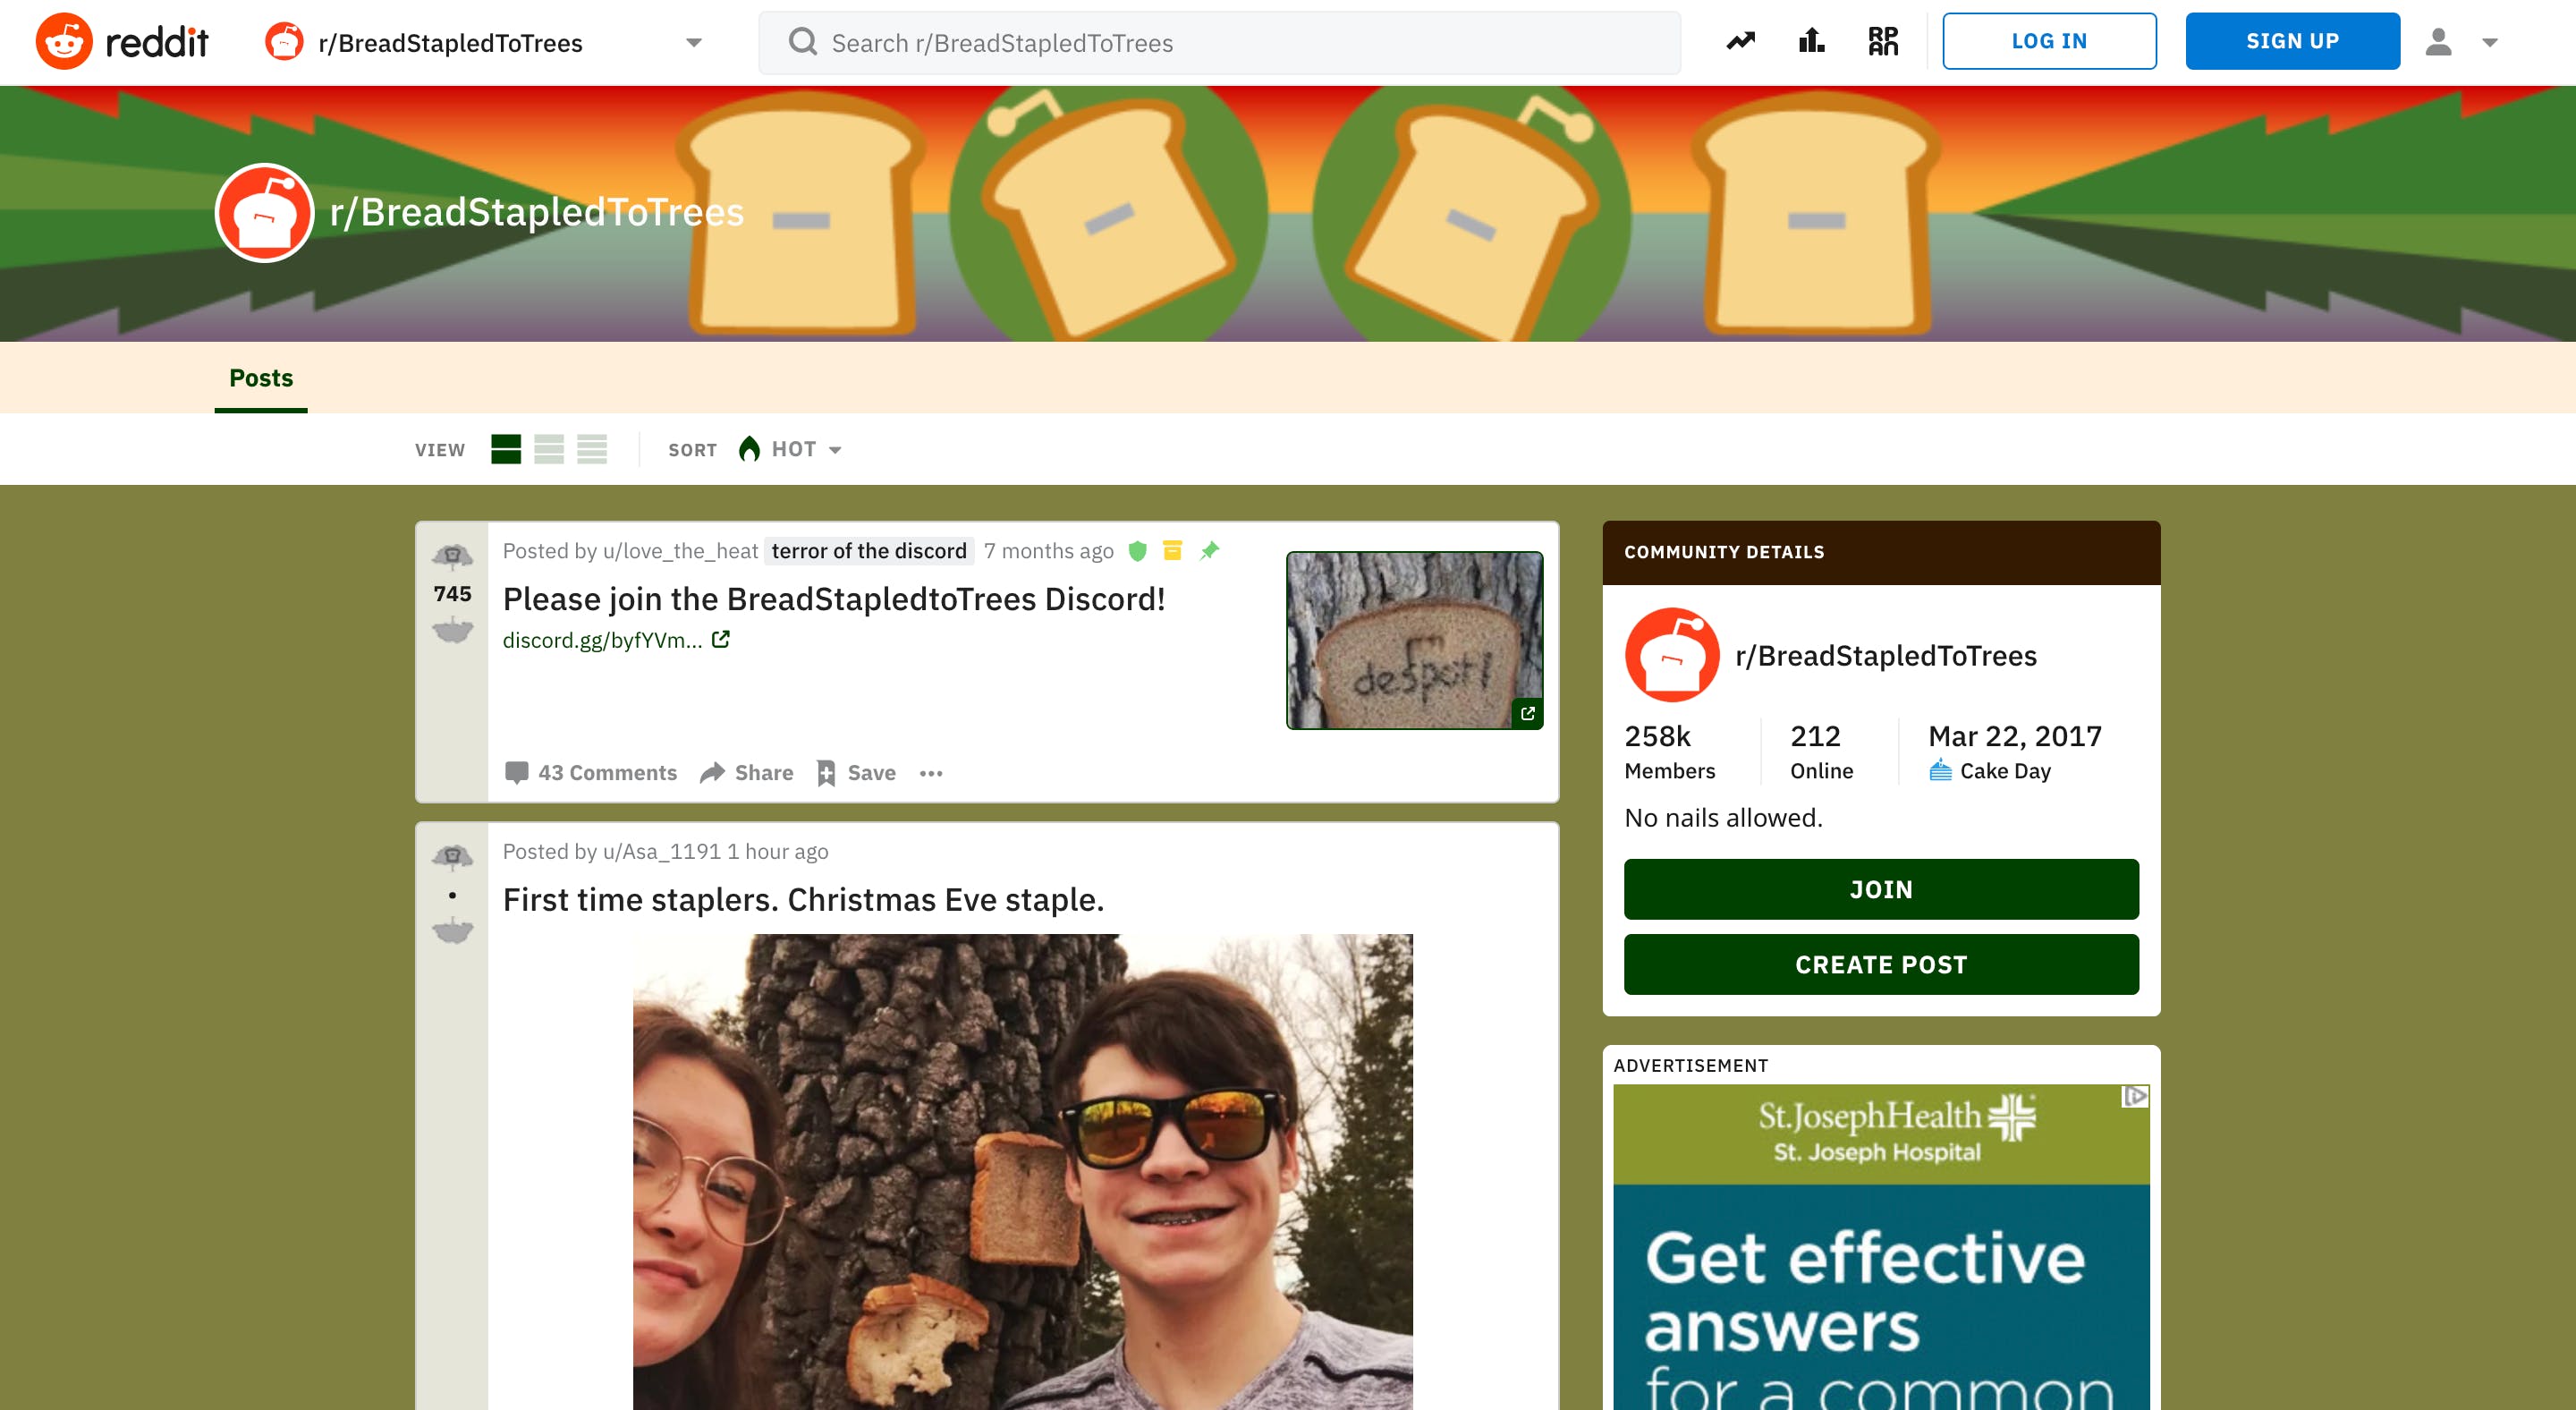 reddit
r/BreadStapledToTrees
Search r/BreadStapledToTrees
RPAN
LOG IN
SIGN UP
r/BreadStapledToTrees
Posts
VIEW
SORT
HOT
Posted by u/love_the_heat terror of the discord 7 months ago
745
Please join the BreadStapledtoTrees Discord!
discord.gg/byfYVm...
43 Comments
Share
Save
•••
Posted by u/Asa_1191 1 hour ago
•
First time staplers. Christmas Eve staple.
COMMUNITY DETAILS
r/BreadStapledToTrees
258k
Members
212
Online
Mar 22, 2017
Cake Day
No nails allowed.
JOIN
CREATE POST
ADVERTISEMENT
St.JosephHealth
St. Joseph Hospital
Get effective
answers
for a common